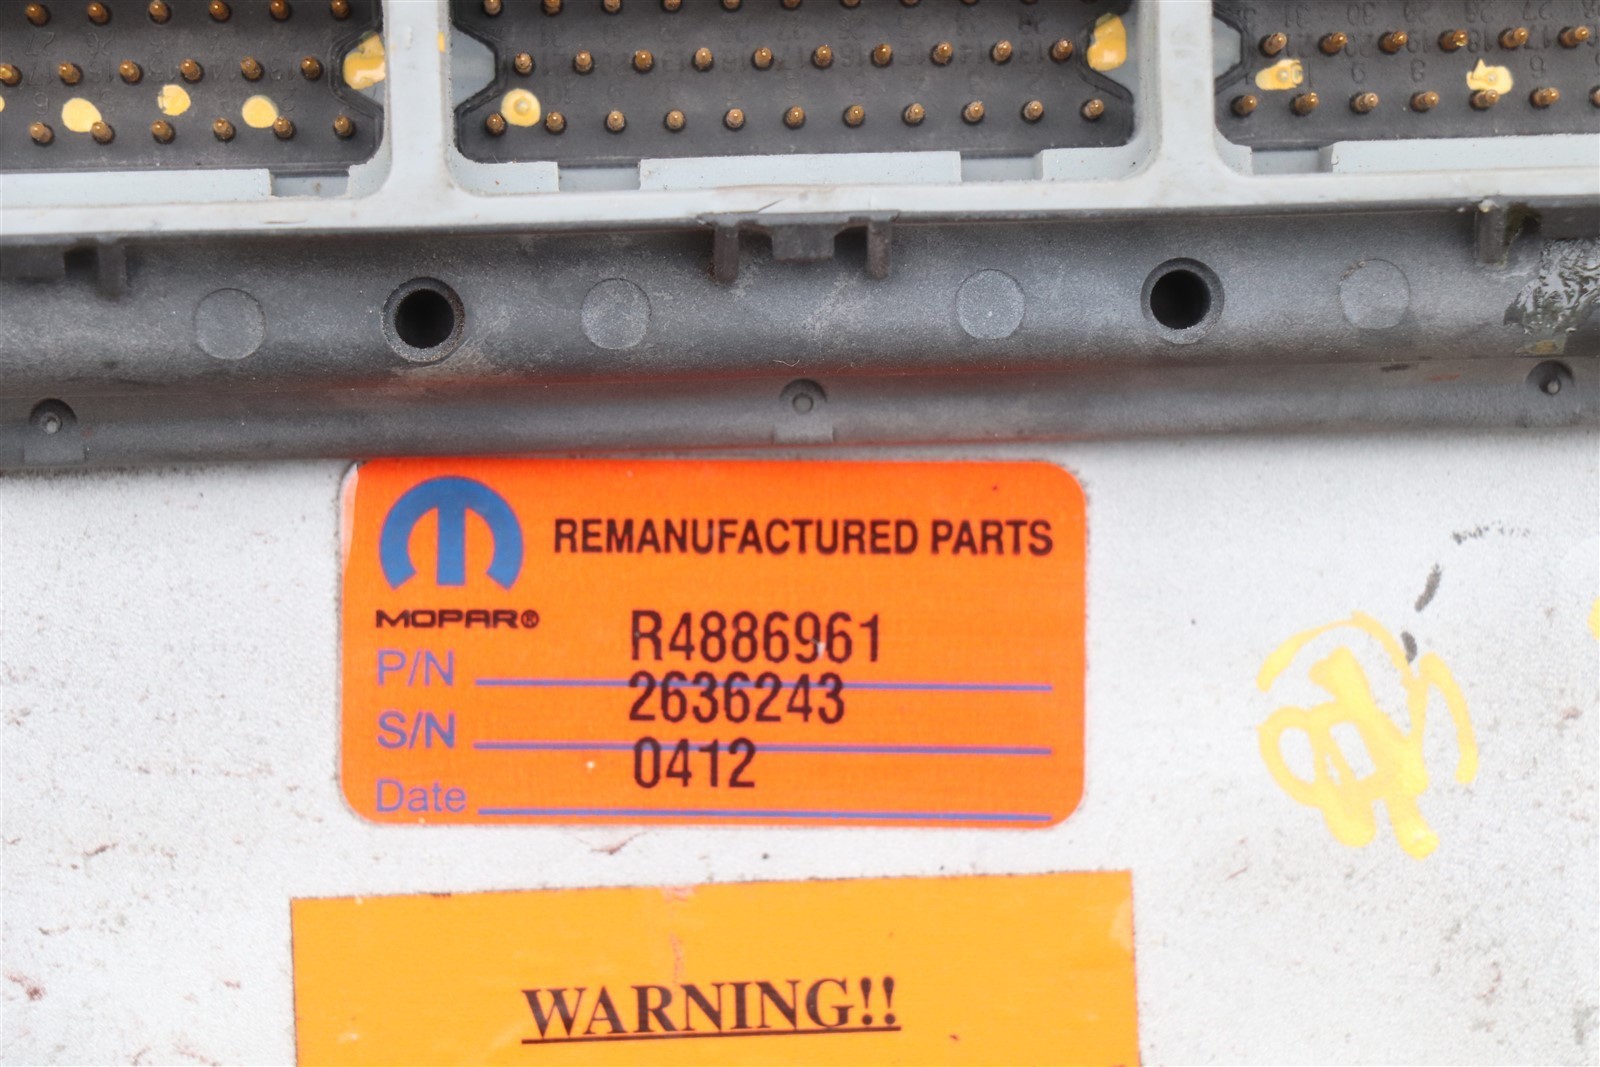 REMANUFACTURED PARTS
MOPAR®
P/N R4886961
S/N 2636243
Date 0412
WARNING!!